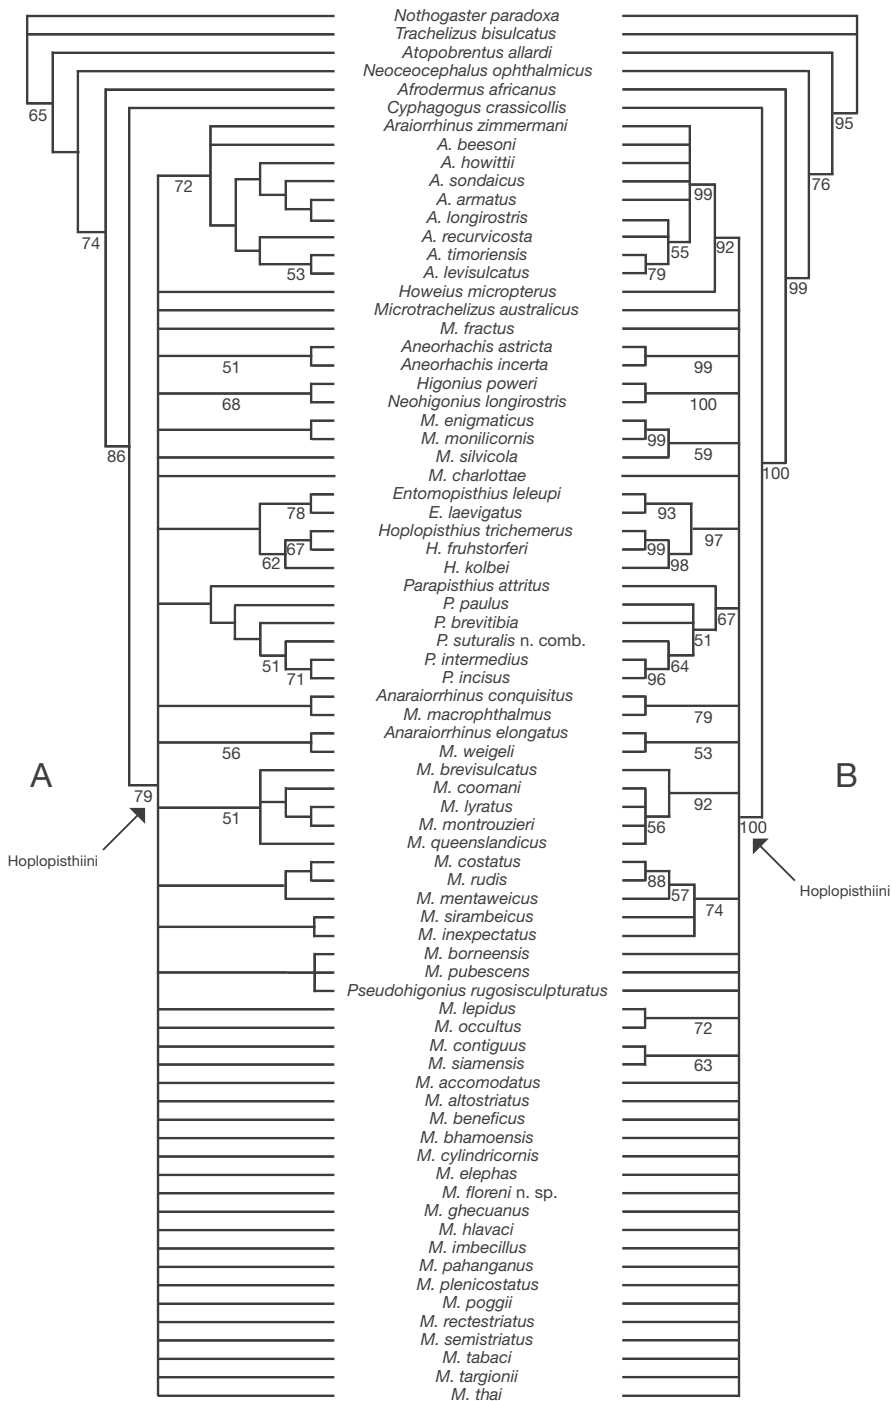 Nothogaster paradoxa
Trachelizus bisulcatus
Atopobrentus allardi
Neoceocephalus ophthalmicus
Afrodermus africanus
65
Cyphagogus crassicollis
95
Araiorrhinus zimmermani
A. beesoni
A. howittii
A. sondaicus
72
76
99
A. armatus
A. longirostris
A. recurvicosta
74
92
A. timoriensis
55
A. levisulcatus
53
79
Howeius micropterus
99
Microtrachelizus australicus
M. fractus
Aneorhachis astricta
Aneorhachis incerta
51
99
Higonius poweri
Neohigonius longirostris
68
100
M. enigmaticus
M. monilicornis
99
M. silvicola
86
59
M. charlottae
100
Entomopisthius leleupi
E. laevigatus
78
93
Hoplopisthius trichemerus
H. fruhstorferi
67
99
97
H. kolbei
62
98
Parapisthius attritus
P. paulus
P. brevitibia
67
P. suturalis n. comb.
51
P. intermedius
51
64
P. incisus
71
96
Anaraiorrhinus conquisitus
M. macrophthalmus
79
Anaraiorrhinus elongatus
M. weigeli
56
53
M. brevisulcatus
A
B
M. coomani
79
M. lyratus
92
M. montrouzieri
51
56
100
M. queenslandicus
Hoplopisthiini
M. costatus
M. rudis
88
Hoplopisthiini
M. mentaweicus
57
M. sirambeicus
74
M. inexpectatus
M. borneensis
M. pubescens
Pseudohigonius rugosisculpturatus
M. lepidus
M. occultus
72
M. contiguus
M. siamensis
63
M. accomodatus
M. altostriatus
M. beneficus
M. bhamoensis
M. cylindricornis
M. elephas
M. floreni n. sp.
M. ghecuanus
M. hlavaci
M. imbecillus
M. pahanganus
M. plenicostatus
M. poggii
M. rectestriatus
M. semistriatus
M. tabaci
M. targionii
M. thai